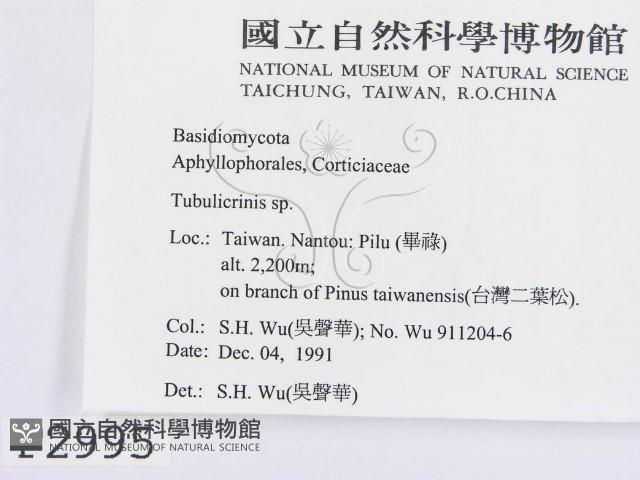 國立自然科學博物館
NATIONAL MUSEUM OF NATURAL SCIENCE
TAICHUNG, TAIWAN, R.O.CHINA
Basidiomycota
Aphyllophorales, Corticiaceae
Tubulicrinis sp.
Loc.: Taiwan. Nantou: Pilu (畢祿)
alt. 2,200m;
on branch of Pinus taiwanensis(台灣二葉松).
Col.: S.H. Wu(吳聲華); No. Wu 911204-6
Date: Dec. 04, 1991
Det.: S.H. Wu(吳聲華)
國立自然科學博物館
NATIONAL MUSEUM OF NATURAL SCIENCE
F2995